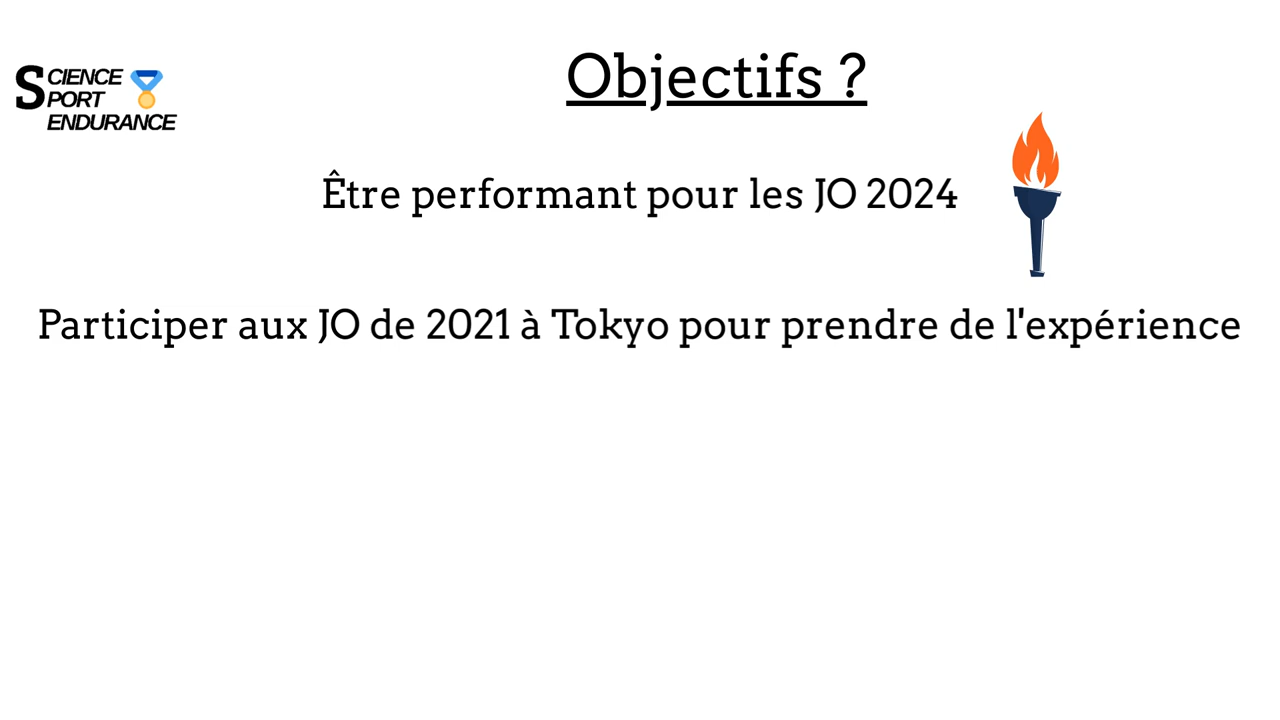 Objectifs ?
SCIENCE
SPORT
ENDURANCE
Être performant pour les JO 2024
Participer aux JO de 2021 à Tokyo pour prendre de l'expérience